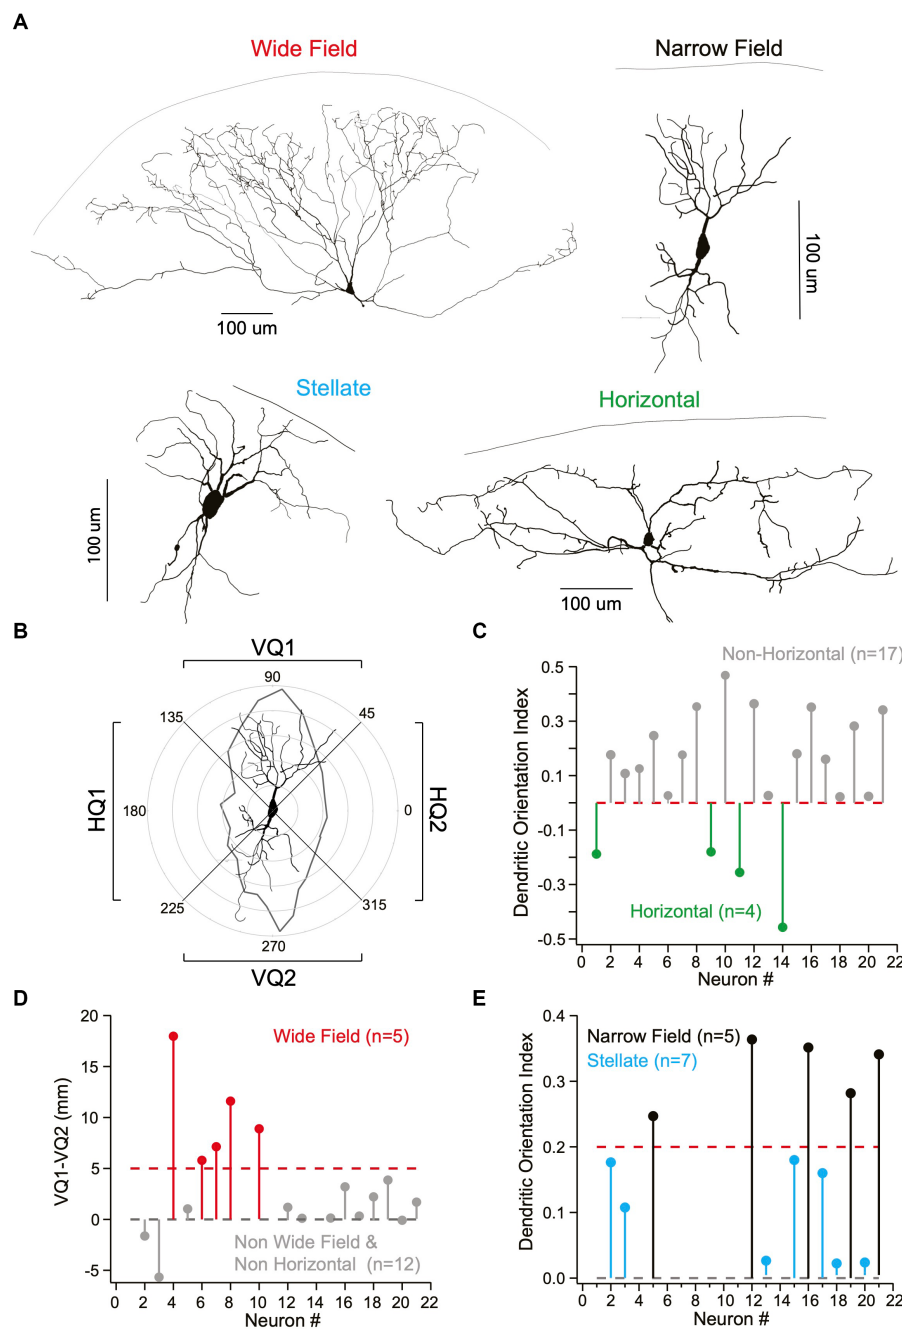 A
Wide Field
Narrow Field
100 um
100 um
Stellate
Horizontal
100 um
100 um
B
VQ1
90
135
45
HQ1
180
0
HQ2
225
315
270
VQ2
C
Non-Horizontal (n=17)
Dendritic Orientation Index
0.5
0.3
0.1
-0.1
-0.3
-0.5
Horizontal (n=4)
0 2 4 6 8 10 12 14 16 18 20 22
Neuron #
D
VQ1-VQ2 (mm)
20
15
10
5
0
-5
Wide Field (n=5)
Non Wide Field &
Non Horizontal (n=12)
0 2 4 6 8 10 12 14 16 18 20 22
Neuron #
E
Dendritic Orientation Index
0.4
0.3
0.2
0.1
0.0
Narrow Field (n=5)
Stellate (n=7)
0 2 4 6 8 10 12 14 16 18 20 22
Neuron #